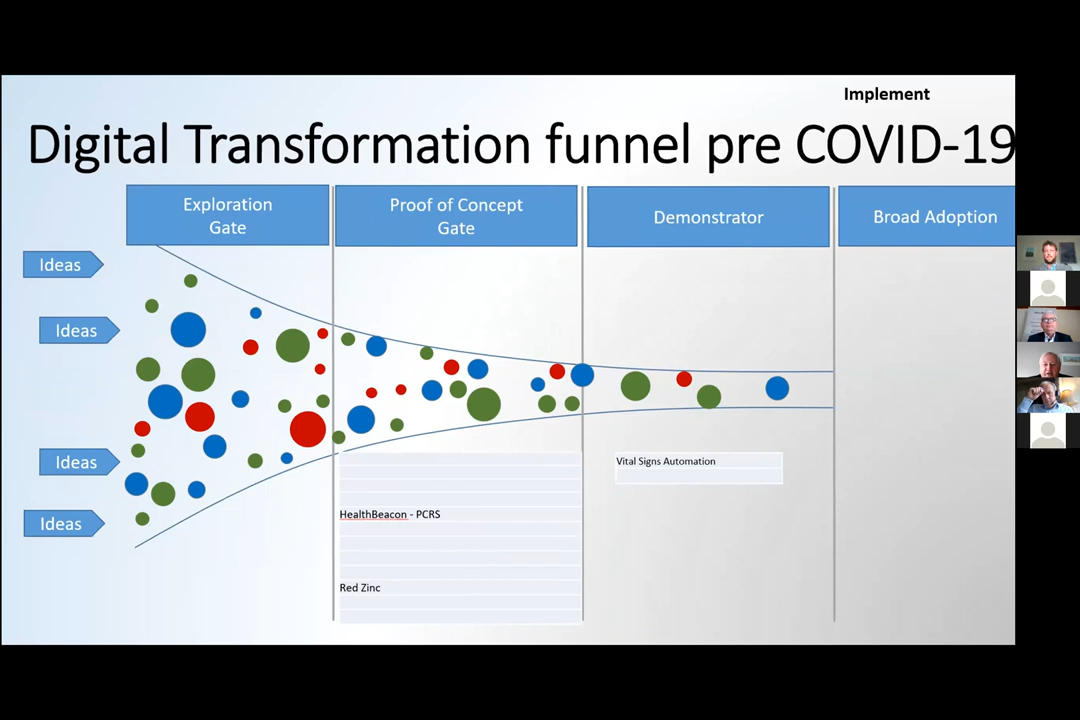 Implement
Digital Transformation funnel pre COVID-19
Exploration
Gate
Proof of Concept
Gate
Demonstrator
Broad Adoption
Ideas
Ideas
Ideas
Ideas
Vital Signs Automation
HealthBeacon - PCRS
Red Zinc